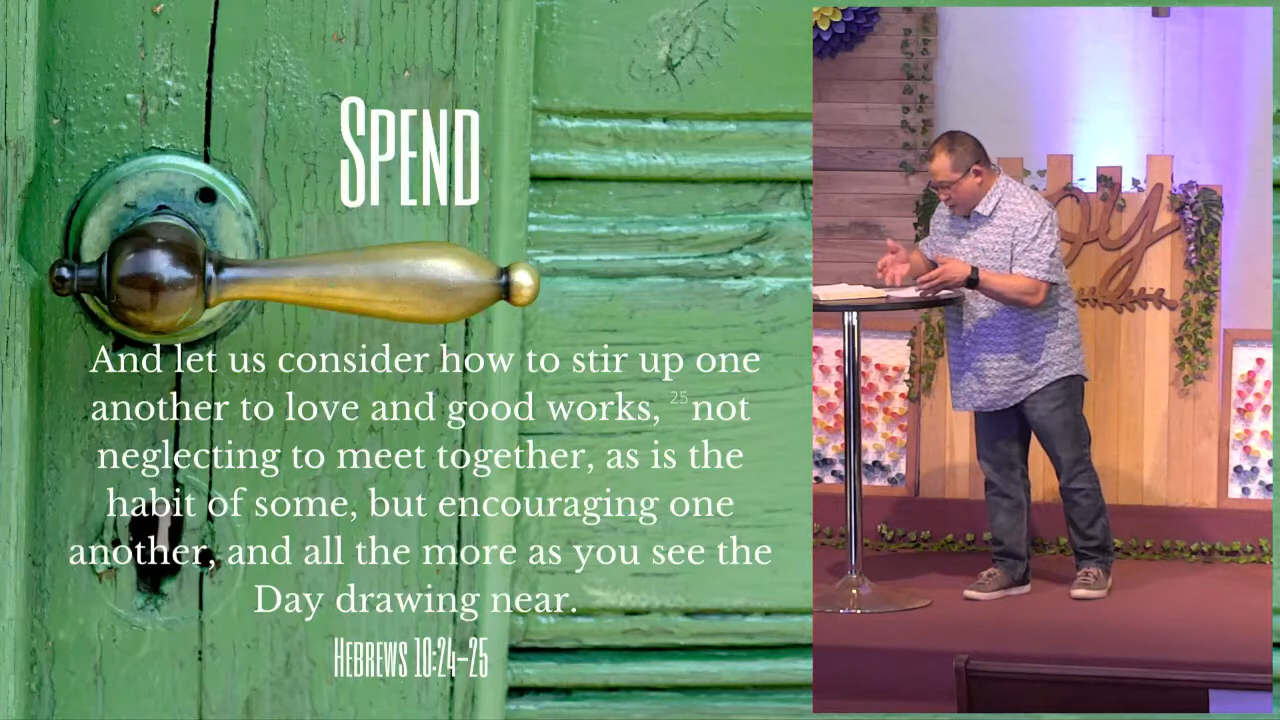 Spend
And let us consider how to stir up one
another to love and good works, 25 not
neglecting to meet together, as is the
habit of some, but encouraging one
another, and all the more as you see the
Day drawing near.
Hebrews 10:24–25